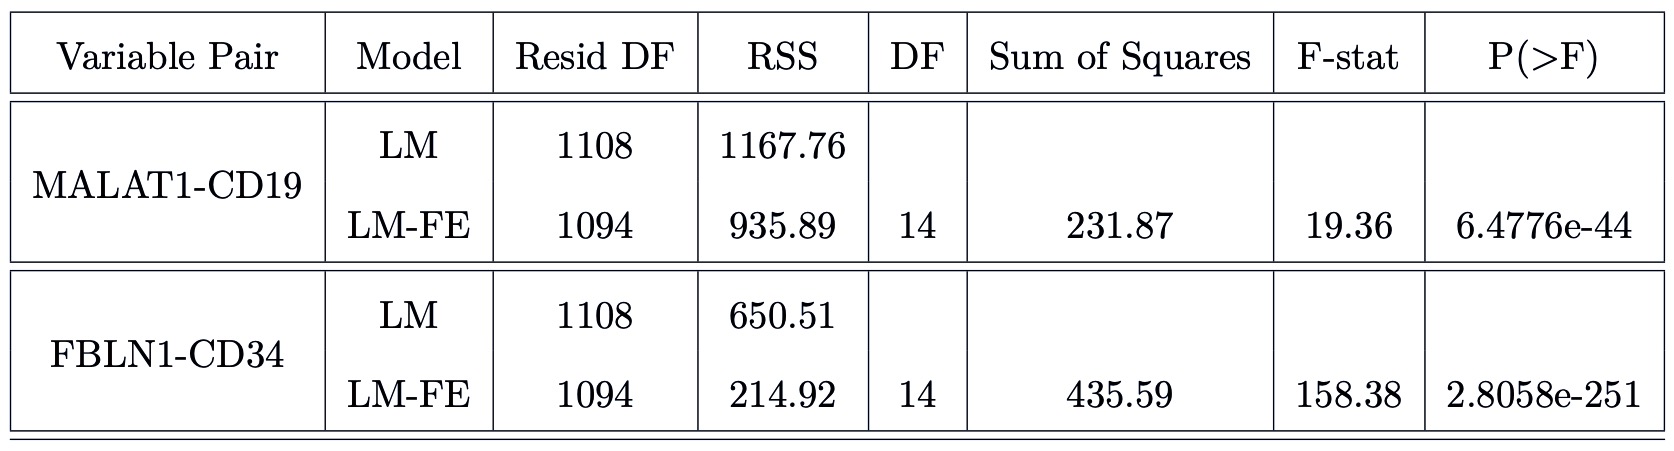 Variable Pair Model Resid DF RSS DF Sum of Squares F-stat P(>F)
MALAT1-CD19
LM 1108 1167.76
LM-FE 1094 935.89 14 231.87 19.36 6.4776e-44
FBLN1-CD34
LM 1108 650.51
LM-FE 1094 214.92 14 435.59 158.38 2.8058e-251